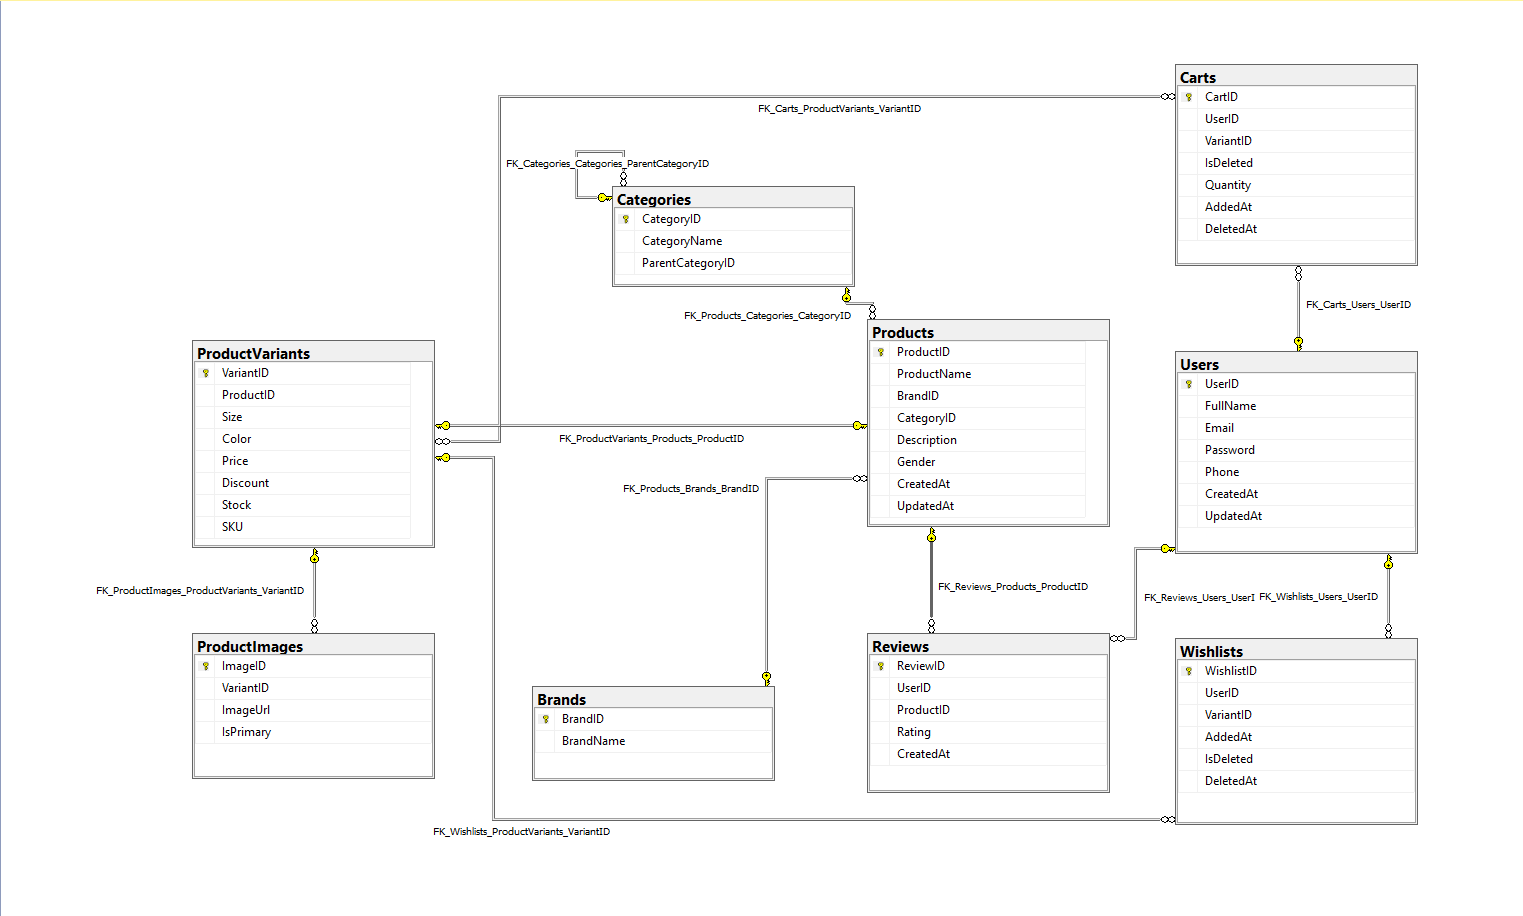 Carts
CartID
UserID
VariantID
IsDeleted
Quantity
AddedAt
DeletedAt
FK_Carts_ProductVariants_VariantID
FK_Categories_Categories_ParentCategoryID
Categories
CategoryID
CategoryName
ParentCategoryID
FK_Products_Categories_CategoryID
FK_Carts_Users_UserID
Products
ProductID
ProductName
BrandID
CategoryID
Description
Gender
CreatedAt
UpdatedAt
ProductVariants
VariantID
ProductID
Size
Color
Price
Discount
Stock
SKU
FK_ProductVariants_Products_ProductID
FK_Products_Brands_BrandID
Users
UserID
FullName
Email
Password
Phone
CreatedAt
UpdatedAt
FK_ProductImages_ProductVariants_VariantID
FK_Reviews_Products_ProductID
FK_Reviews_Users_UserI
FK_Wishlists_Users_UserID
ProductImages
ImageID
VariantID
ImageUrl
IsPrimary
Brands
BrandID
BrandName
Reviews
ReviewID
UserID
ProductID
Rating
CreatedAt
Wishlists
WishlistID
UserID
VariantID
AddedAt
IsDeleted
DeletedAt
FK_Wishlists_ProductVariants_VariantID